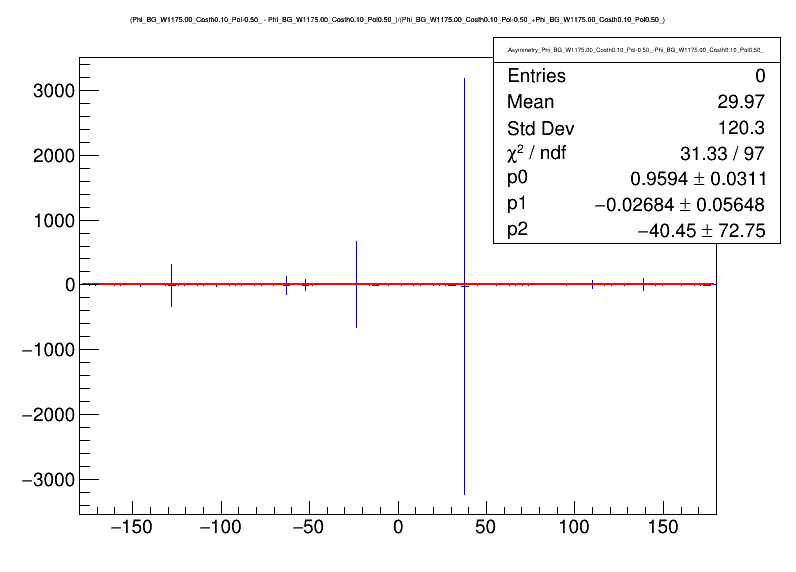 (Phi_BG_W1175.00_Costh0.10_Pol-0.50_ - Phi_BG_W1175.00_Costh0.10_Pol0.50_)/(Phi_BG_W1175.00_Costh0.10_Pol-0.50_+Phi_BG_W1175.00_Costh0.10_Pol0.50_)
Asymmetry_Phi_BG_W1175.00_Costh0.10_Pol-0.50_-Phi_BG_W1175.00_Costh0.10_Pol0.50_
Entries 0
Mean 29.97
Std Dev 120.3
χ² / ndf 31.33 / 97
p0 0.9594 ± 0.0311
p1 −0.02684 ± 0.05648
p2 −40.45 ± 72.75
3000
2000
1000
0
−1000
−2000
−3000
−150 −100 −50 0 50 100 150